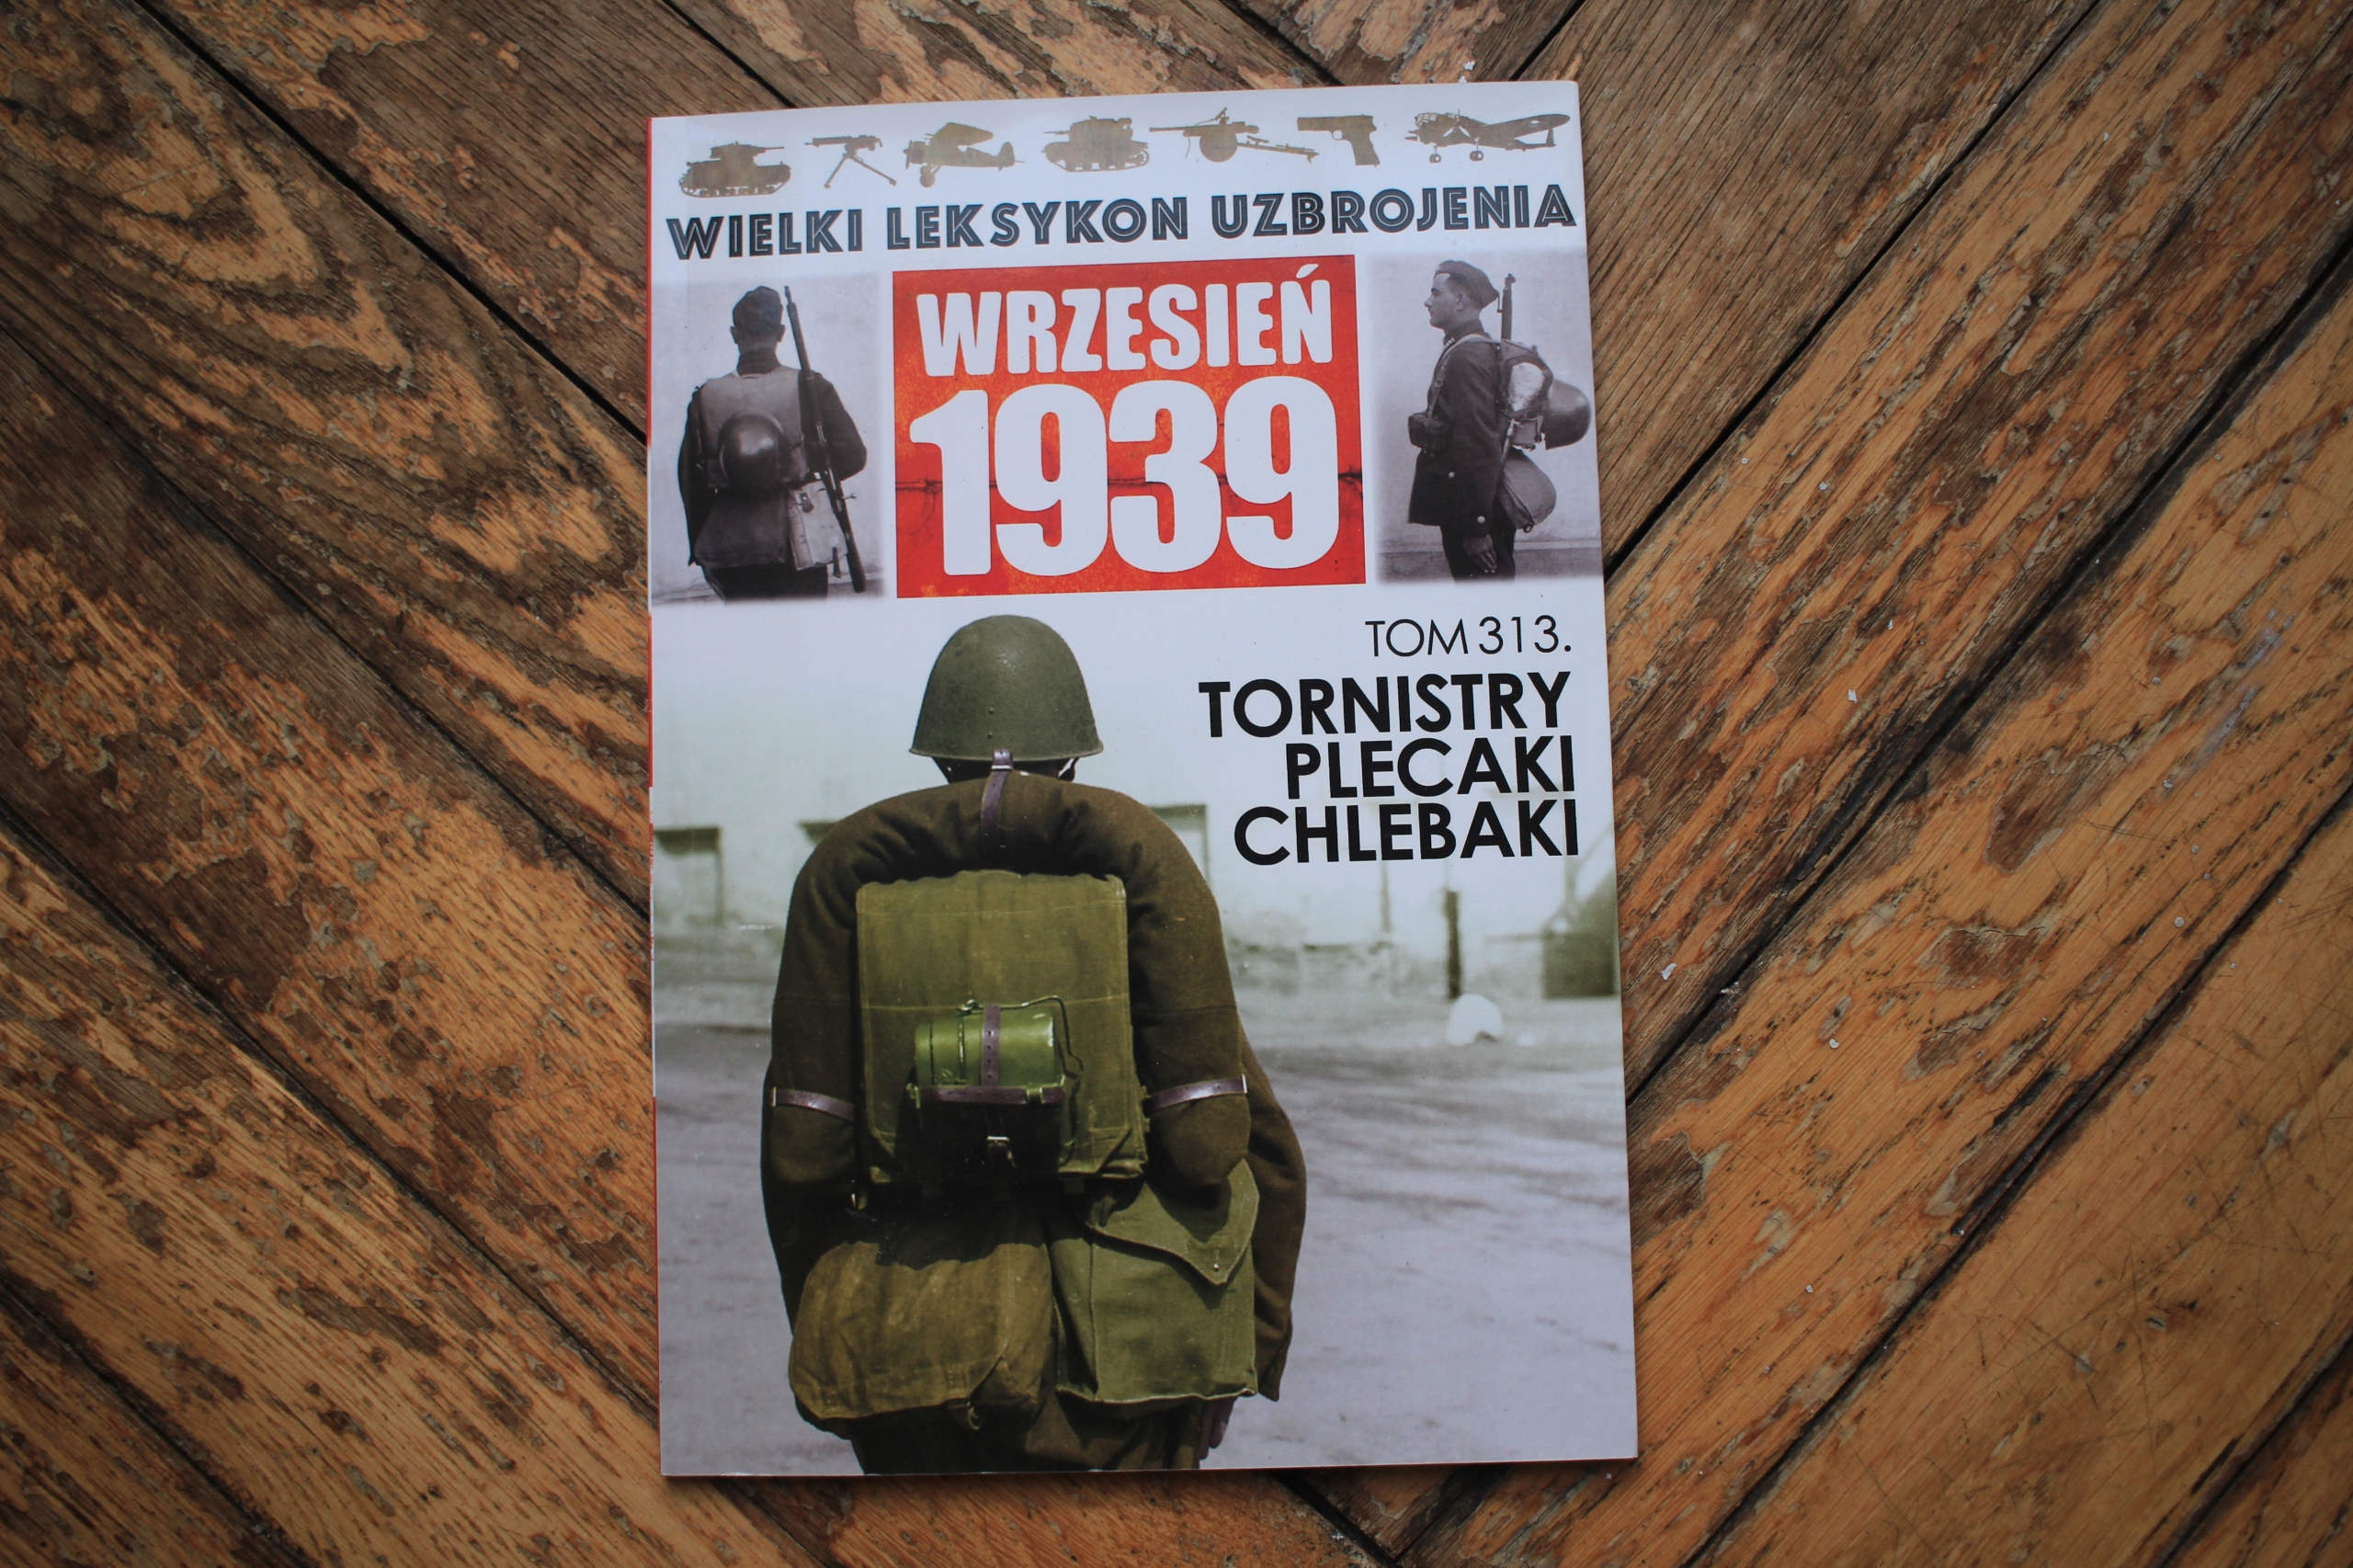 WIELKI LEKSYKON UZBROJENIA
WRZESIEŃ
1939
TOM 313.
TORNISTRY
PLECAKI
CHLEBAKI